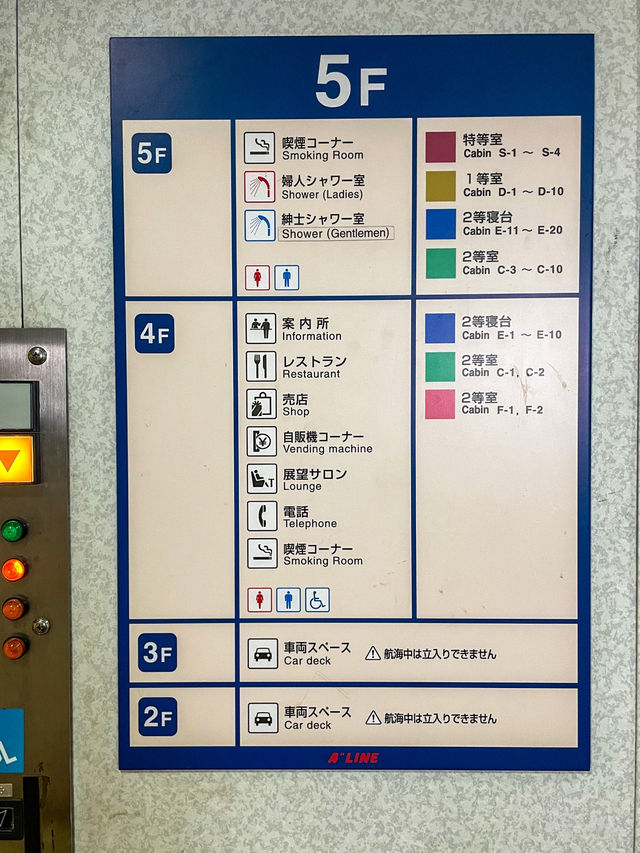 5F
5F
喫煙コーナー
Smoking Room
婦人シャワー室
Shower (Ladies)
紳士シャワー室
Shower (Gentlemen)
特等室
Cabin S-1 ～ S-4
1等室
Cabin D-1 ～ D-10
2等寝台
Cabin E-11 ～ E-20
2等室
Cabin C-3 ～ C-10
4F
案内所
Information
レストラン
Restaurant
売店
Shop
自販機コーナー
Vending machine
展望サロン
Lounge
電話
Telephone
喫煙コーナー
Smoking Room
2等寝台
Cabin E-1 ～ E-10
2等室
Cabin C-1, C-2
2等室
Cabin F-1, F-2
3F
車両スペース
Car deck
航海中は立入りできません
2F
車両スペース
Car deck
航海中は立入りできません
A"LINE